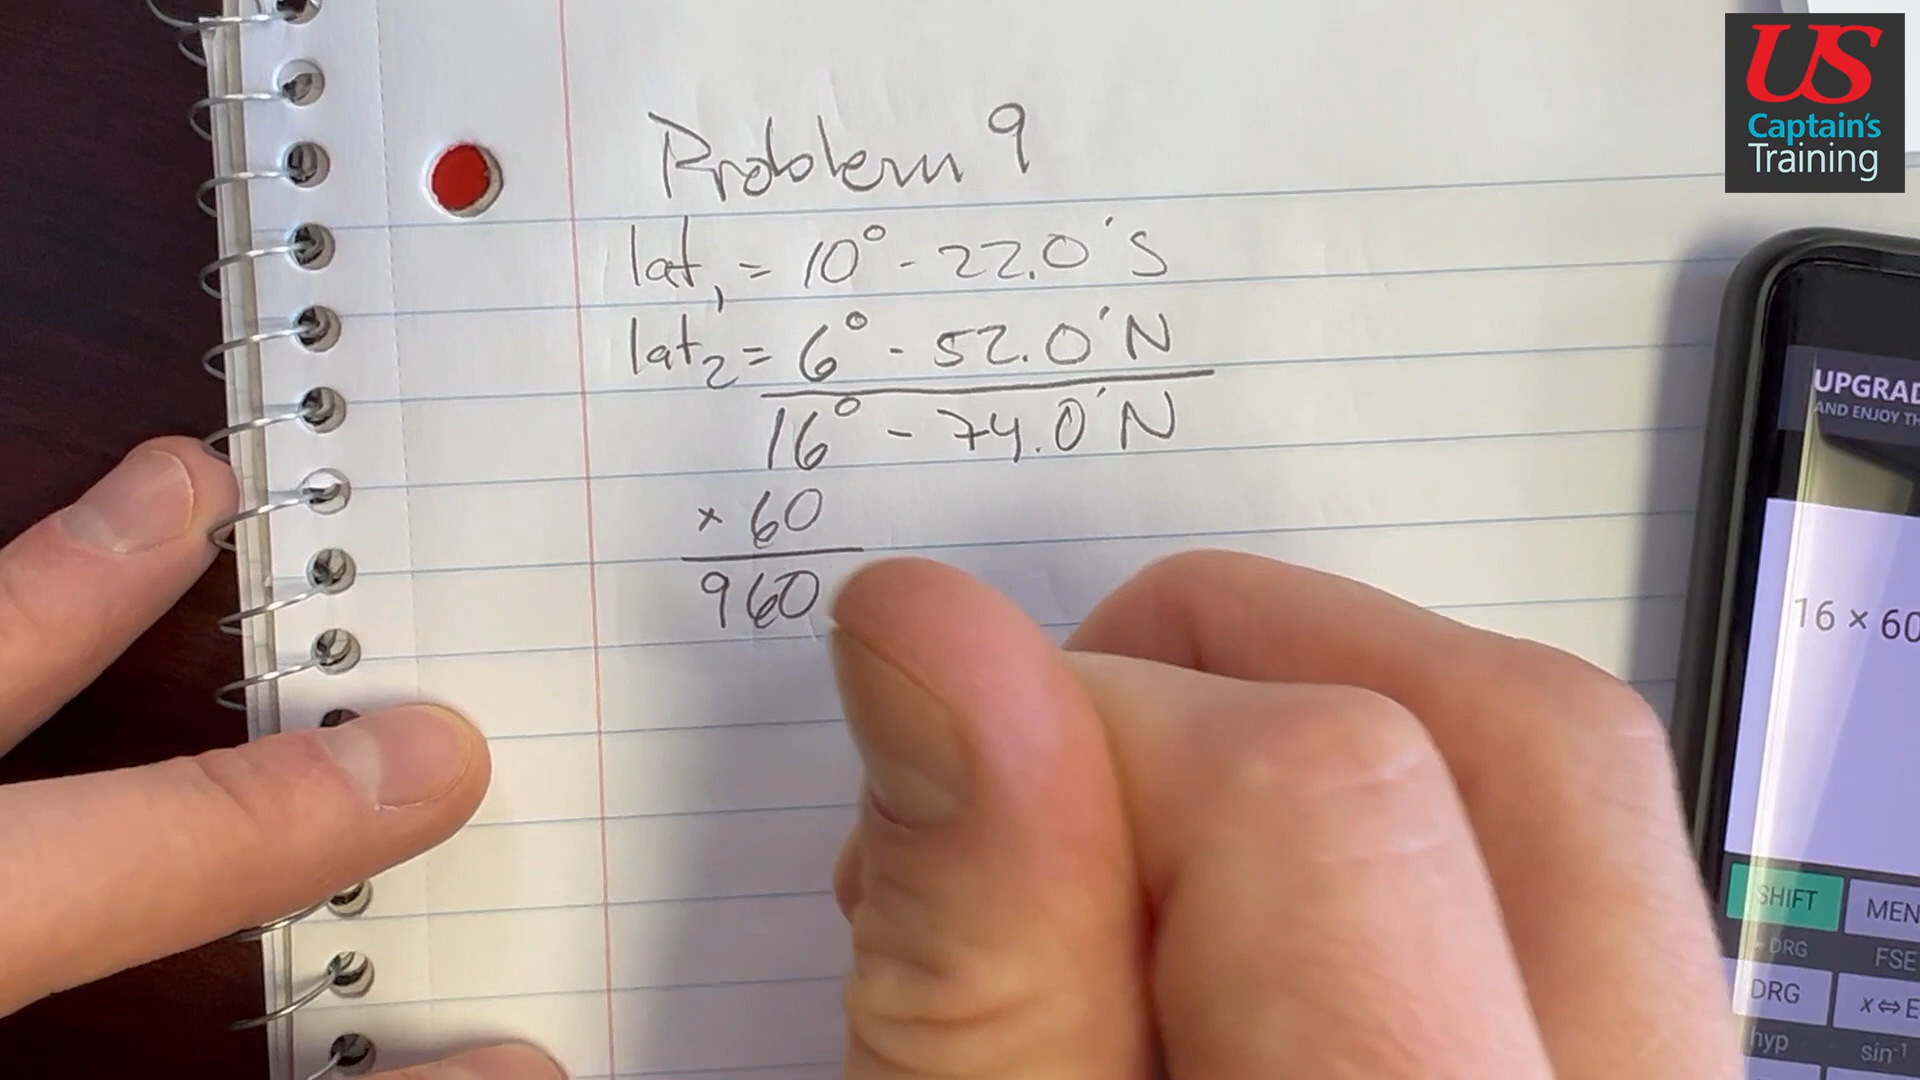 US
Captain's
Training
Problem 9
lat₁ = 10° - 22.0' S
lat₂ = 6° - 52.0' N
16° - 74.0' N
× 60
960
UPGRAD
AND ENJOY TH
16 × 60
SHIFT
MEN
DRG
FSE
DRG
x⇔E
hyp
sin⁻¹